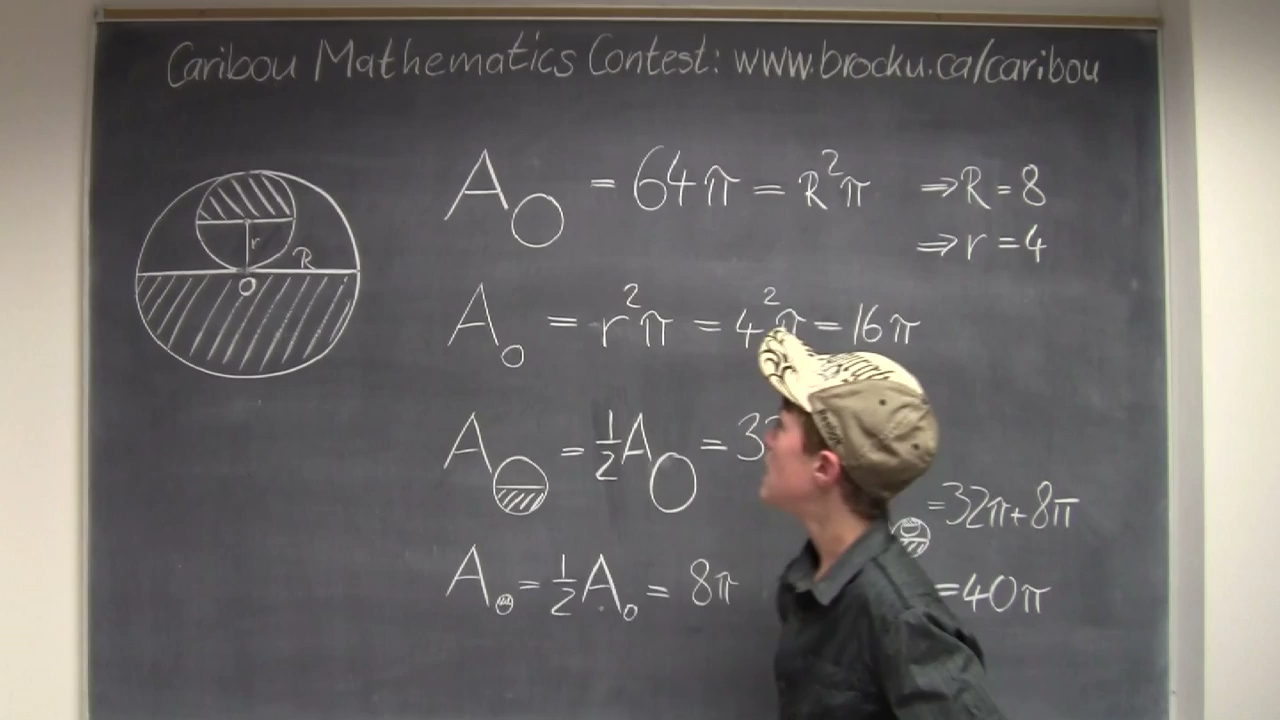 Caribou Mathematics Contest: www.brocku.ca/caribou
A○ = 64π = R²π ⇒ R = 8
⇒ r = 4
r
R
O
A○ = r²π = 4²π = 16π
A = ½A○ = 3
= 32π + 8π
A = ½A○ = 8π
= 40π